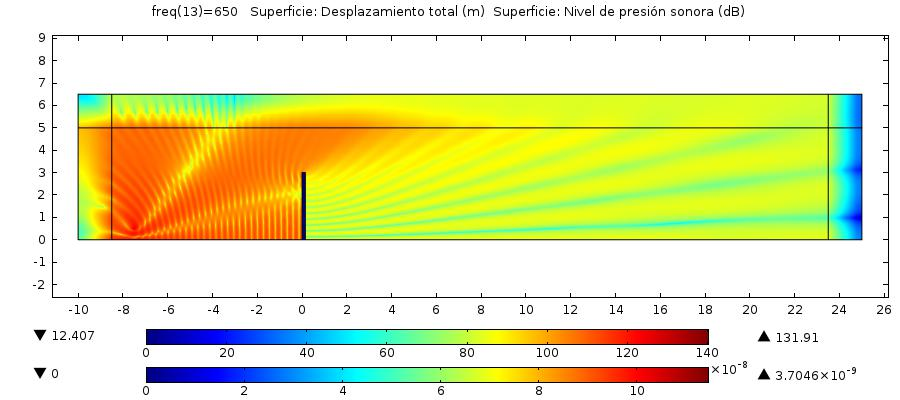 freq(13)=650 Superficie: Desplazamiento total (m) Superficie: Nivel de presión sonora (dB)
9
8
7
6
5
4
3
2
1
0
-1
-2
-10 -8 -6 -4 -2 0 2 4 6 8 10 12 14 16 18 20 22 24 26
▼ 12.407 ▲ 131.91
0 20 40 60 80 100 120 140
×10⁻⁸
▼ 0 ▲ 3.7046×10⁻⁹
0 2 4 6 8 10